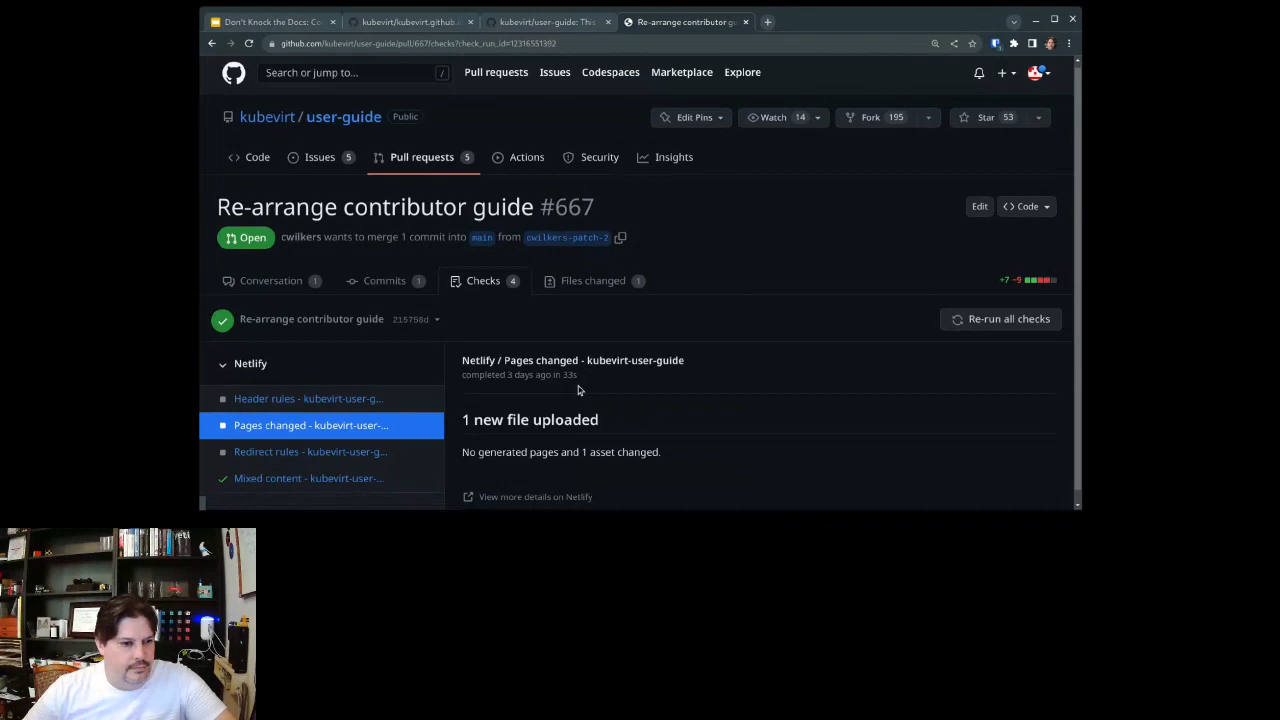 Don't Knock the Docs: Co
kubevirt/kubevirt.github.i
kubevirt/user-guide: This
Re-arrange contributor gu
github.com/kubevirt/user-guide/pull/667/checks?check_run_id=12316551392
Search or jump to... /
Pull requests Issues Codespaces Marketplace Explore
kubevirt / user-guide Public
Edit Pins Watch 14 Fork 195 Star 53
Code Issues 5 Pull requests 5 Actions Security Insights
Re-arrange contributor guide #667
Edit <> Code
Open cwilkers wants to merge 1 commit into main from cwilkers-patch-2
Conversation 1 Commits 1 Checks 4 Files changed 1
+7 −9
Re-arrange contributor guide 215758d
Re-run all checks
Netlify
Header rules - kubevirt-user-g...
Pages changed - kubevirt-user-...
Redirect rules - kubevirt-user-g...
Mixed content - kubevirt-user-...
Netlify / Pages changed - kubevirt-user-guide
completed 3 days ago in 33s
1 new file uploaded
No generated pages and 1 asset changed.
View more details on Netlify